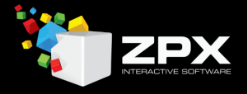 ZPX
INTERACTIVE SOFTWARE